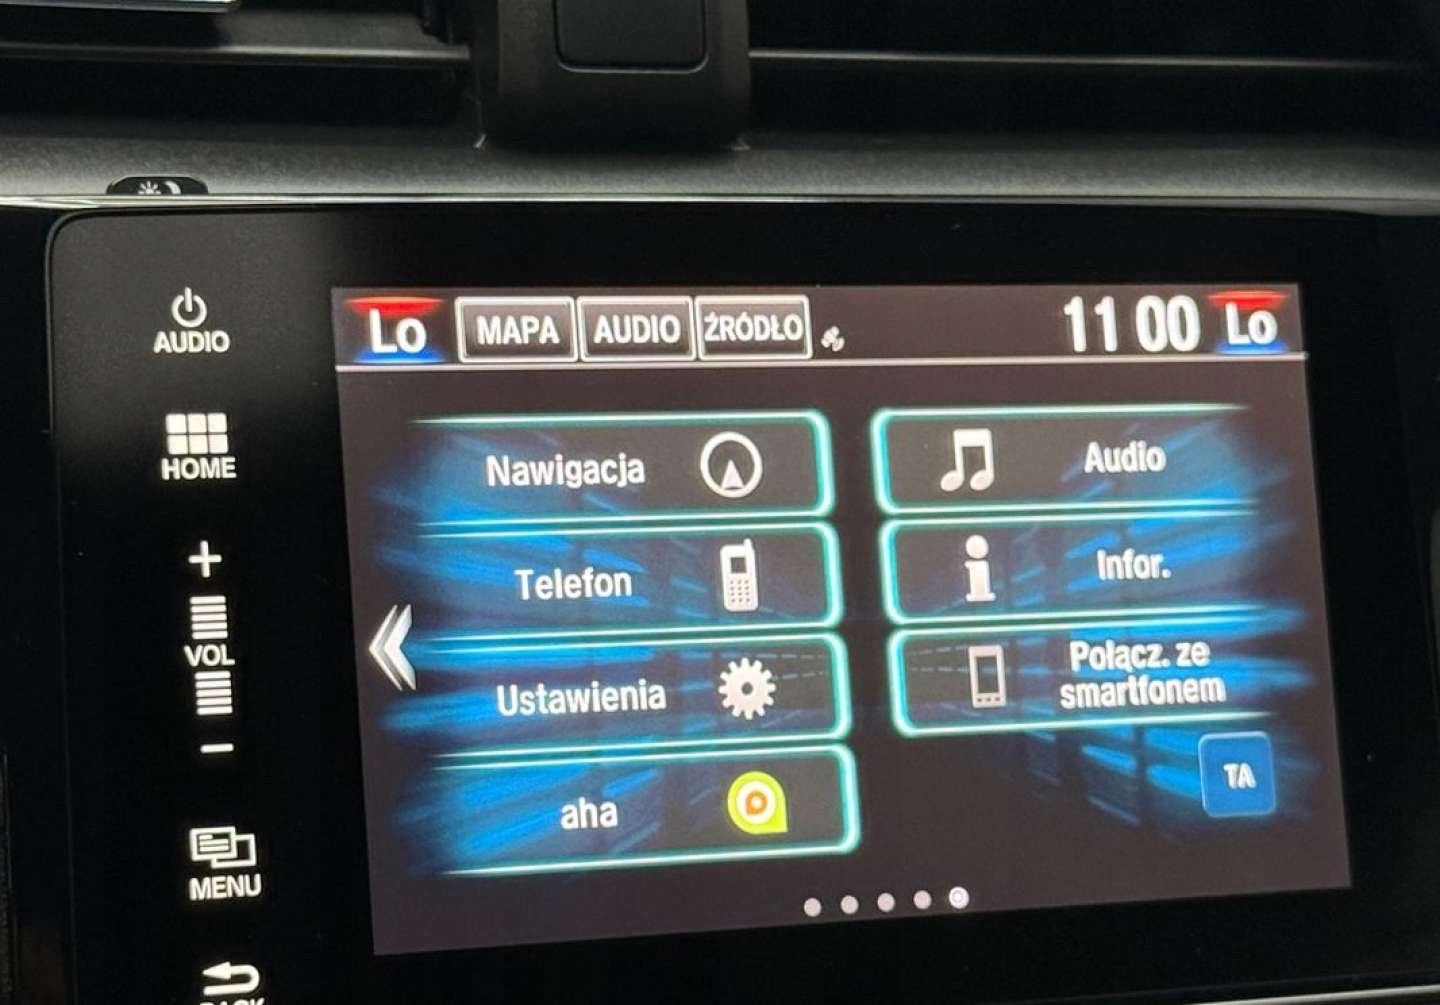 AUDIO
HOME
VOL
MENU
BACK
Lo MAPA AUDIO ŹRÓDŁO 11 00 Lo
Nawigacja
Audio
Telefon
Infor.
Ustawienia
Połącz. ze
smartfonem
aha
TA